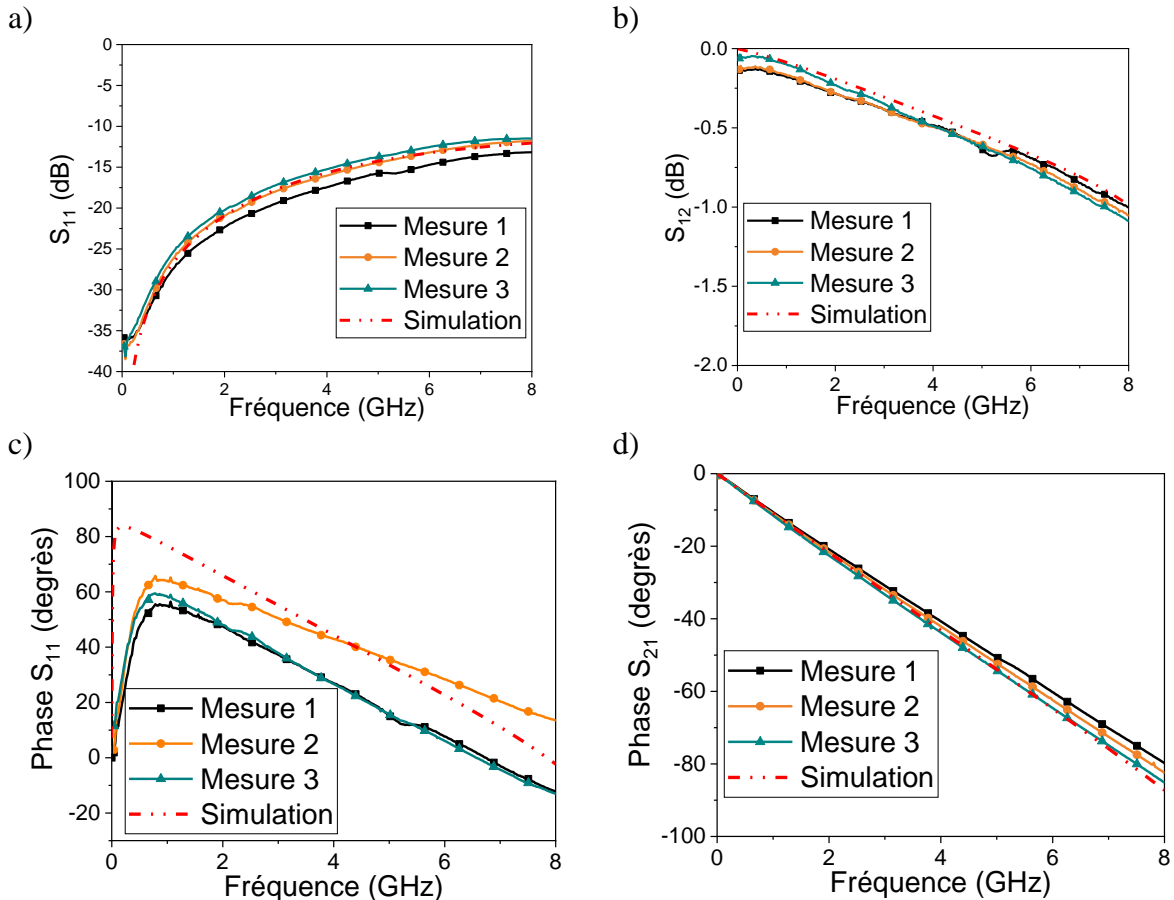 a)
0
-5
-10
-15
-20
-25
-30
-35
-40
S11 (dB)
Mesure 1
Mesure 2
Mesure 3
Simulation
0 2 4 6 8
Fréquence (GHz)
b)
0.0
-0.5
-1.0
-1.5
-2.0
S12 (dB)
Mesure 1
Mesure 2
Mesure 3
Simulation
0 2 4 6 8
Fréquence (GHz)
c)
100
80
60
40
20
0
-20
Phase S11 (degrès)
Mesure 1
Mesure 2
Mesure 3
Simulation
0 2 4 6 8
Fréquence (GHz)
d)
0
-20
-40
-60
-80
-100
Phase S21 (degrès)
Mesure 1
Mesure 2
Mesure 3
Simulation
0 2 4 6 8
Fréquence (GHz)